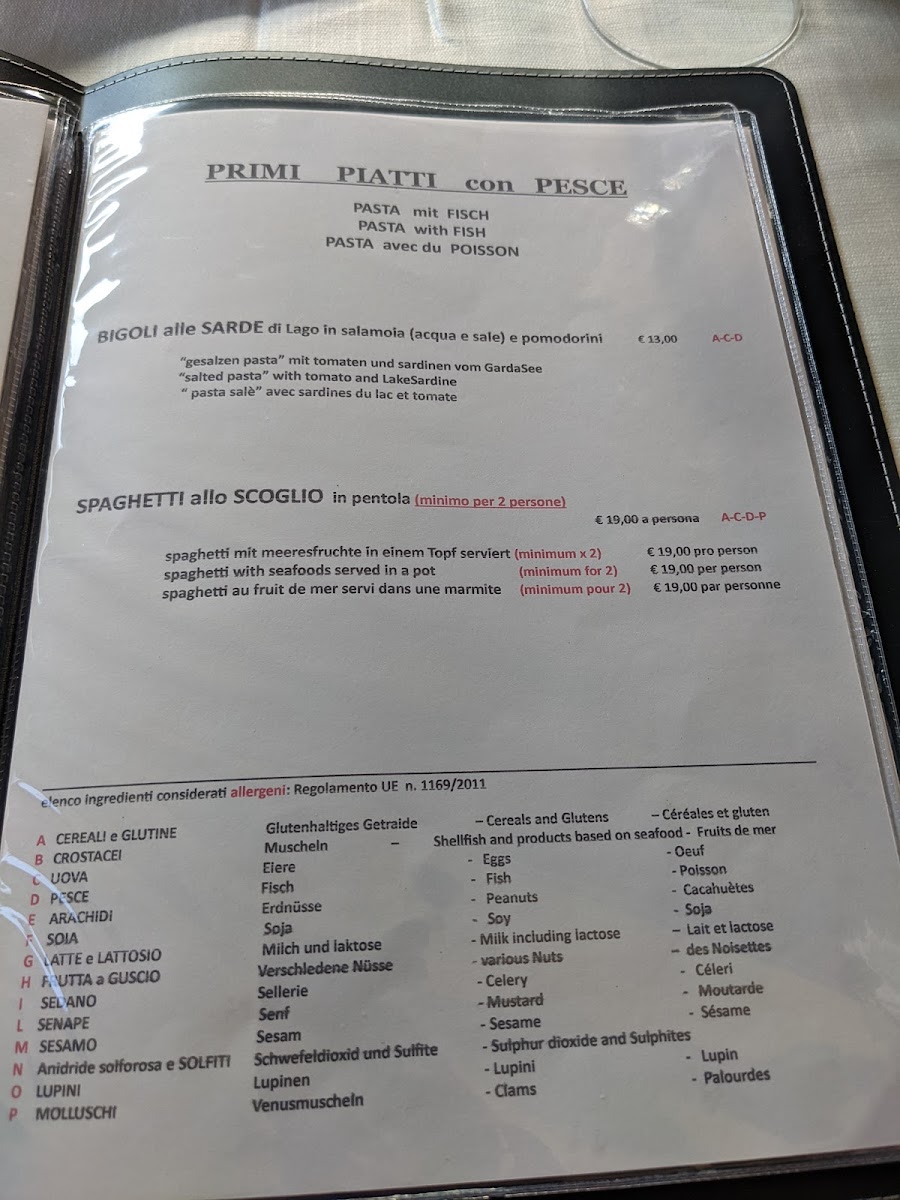 PRIMI PIATTI con PESCE
PASTA mit FISCH
PASTA with FISH
PASTA avec du POISSON
BIGOLI alle SARDE di Lago in salamoia (acqua e sale) e pomodorini € 13,00 A-C-D
“gesalzen pasta” mit tomaten und sardinen vom GardaSee
“salted pasta” with tomato and LakeSardine
“ pasta salè” avec sardines du lac et tomate
SPAGHETTI allo SCOGLIO in pentola (minimo per 2 persone)
€ 19,00 a persona A-C-D-P
spaghetti mit meeresfruchte in einem Topf serviert (minimum x 2) € 19,00 pro person
spaghetti with seafoods served in a pot (minimum for 2) € 19,00 per person
spaghetti au fruit de mer servi dans une marmite (minimum pour 2) € 19,00 par personne
elenco ingredienti considerati allergeni: Regolamento UE n. 1169/2011
A CEREALI e GLUTINE Glutenhaltiges Getraide – Cereals and Glutens – Céréales et gluten
B CROSTACEI Muscheln – Shellfish and products based on seafood - Fruits de mer
C UOVA Eiere - Eggs - Oeuf
D PESCE Fisch - Fish - Poisson
E ARACHIDI Erdnüsse - Peanuts - Cacahuètes
F SOIA Soja - Soy - Soja
G LATTE e LATTOSIO Milch und laktose - Milk including lactose – Lait et lactose
H FRUTTA a GUSCIO Verschledene Nüsse - various Nuts – des Noisettes
I SEDANO Sellerie - Celery - Céleri
L SENAPE Senf - Mustard - Moutarde
M SESAMO Sesam - Sesame - Sésame
N Anidride solforosa e SOLFITI Schwefeldioxid und Sulfite - Sulphur dioxide and Sulphites
O LUPINI Lupinen - Lupini - Lupin
P MOLLUSCHI Venusmuscheln - Clams - Palourdes